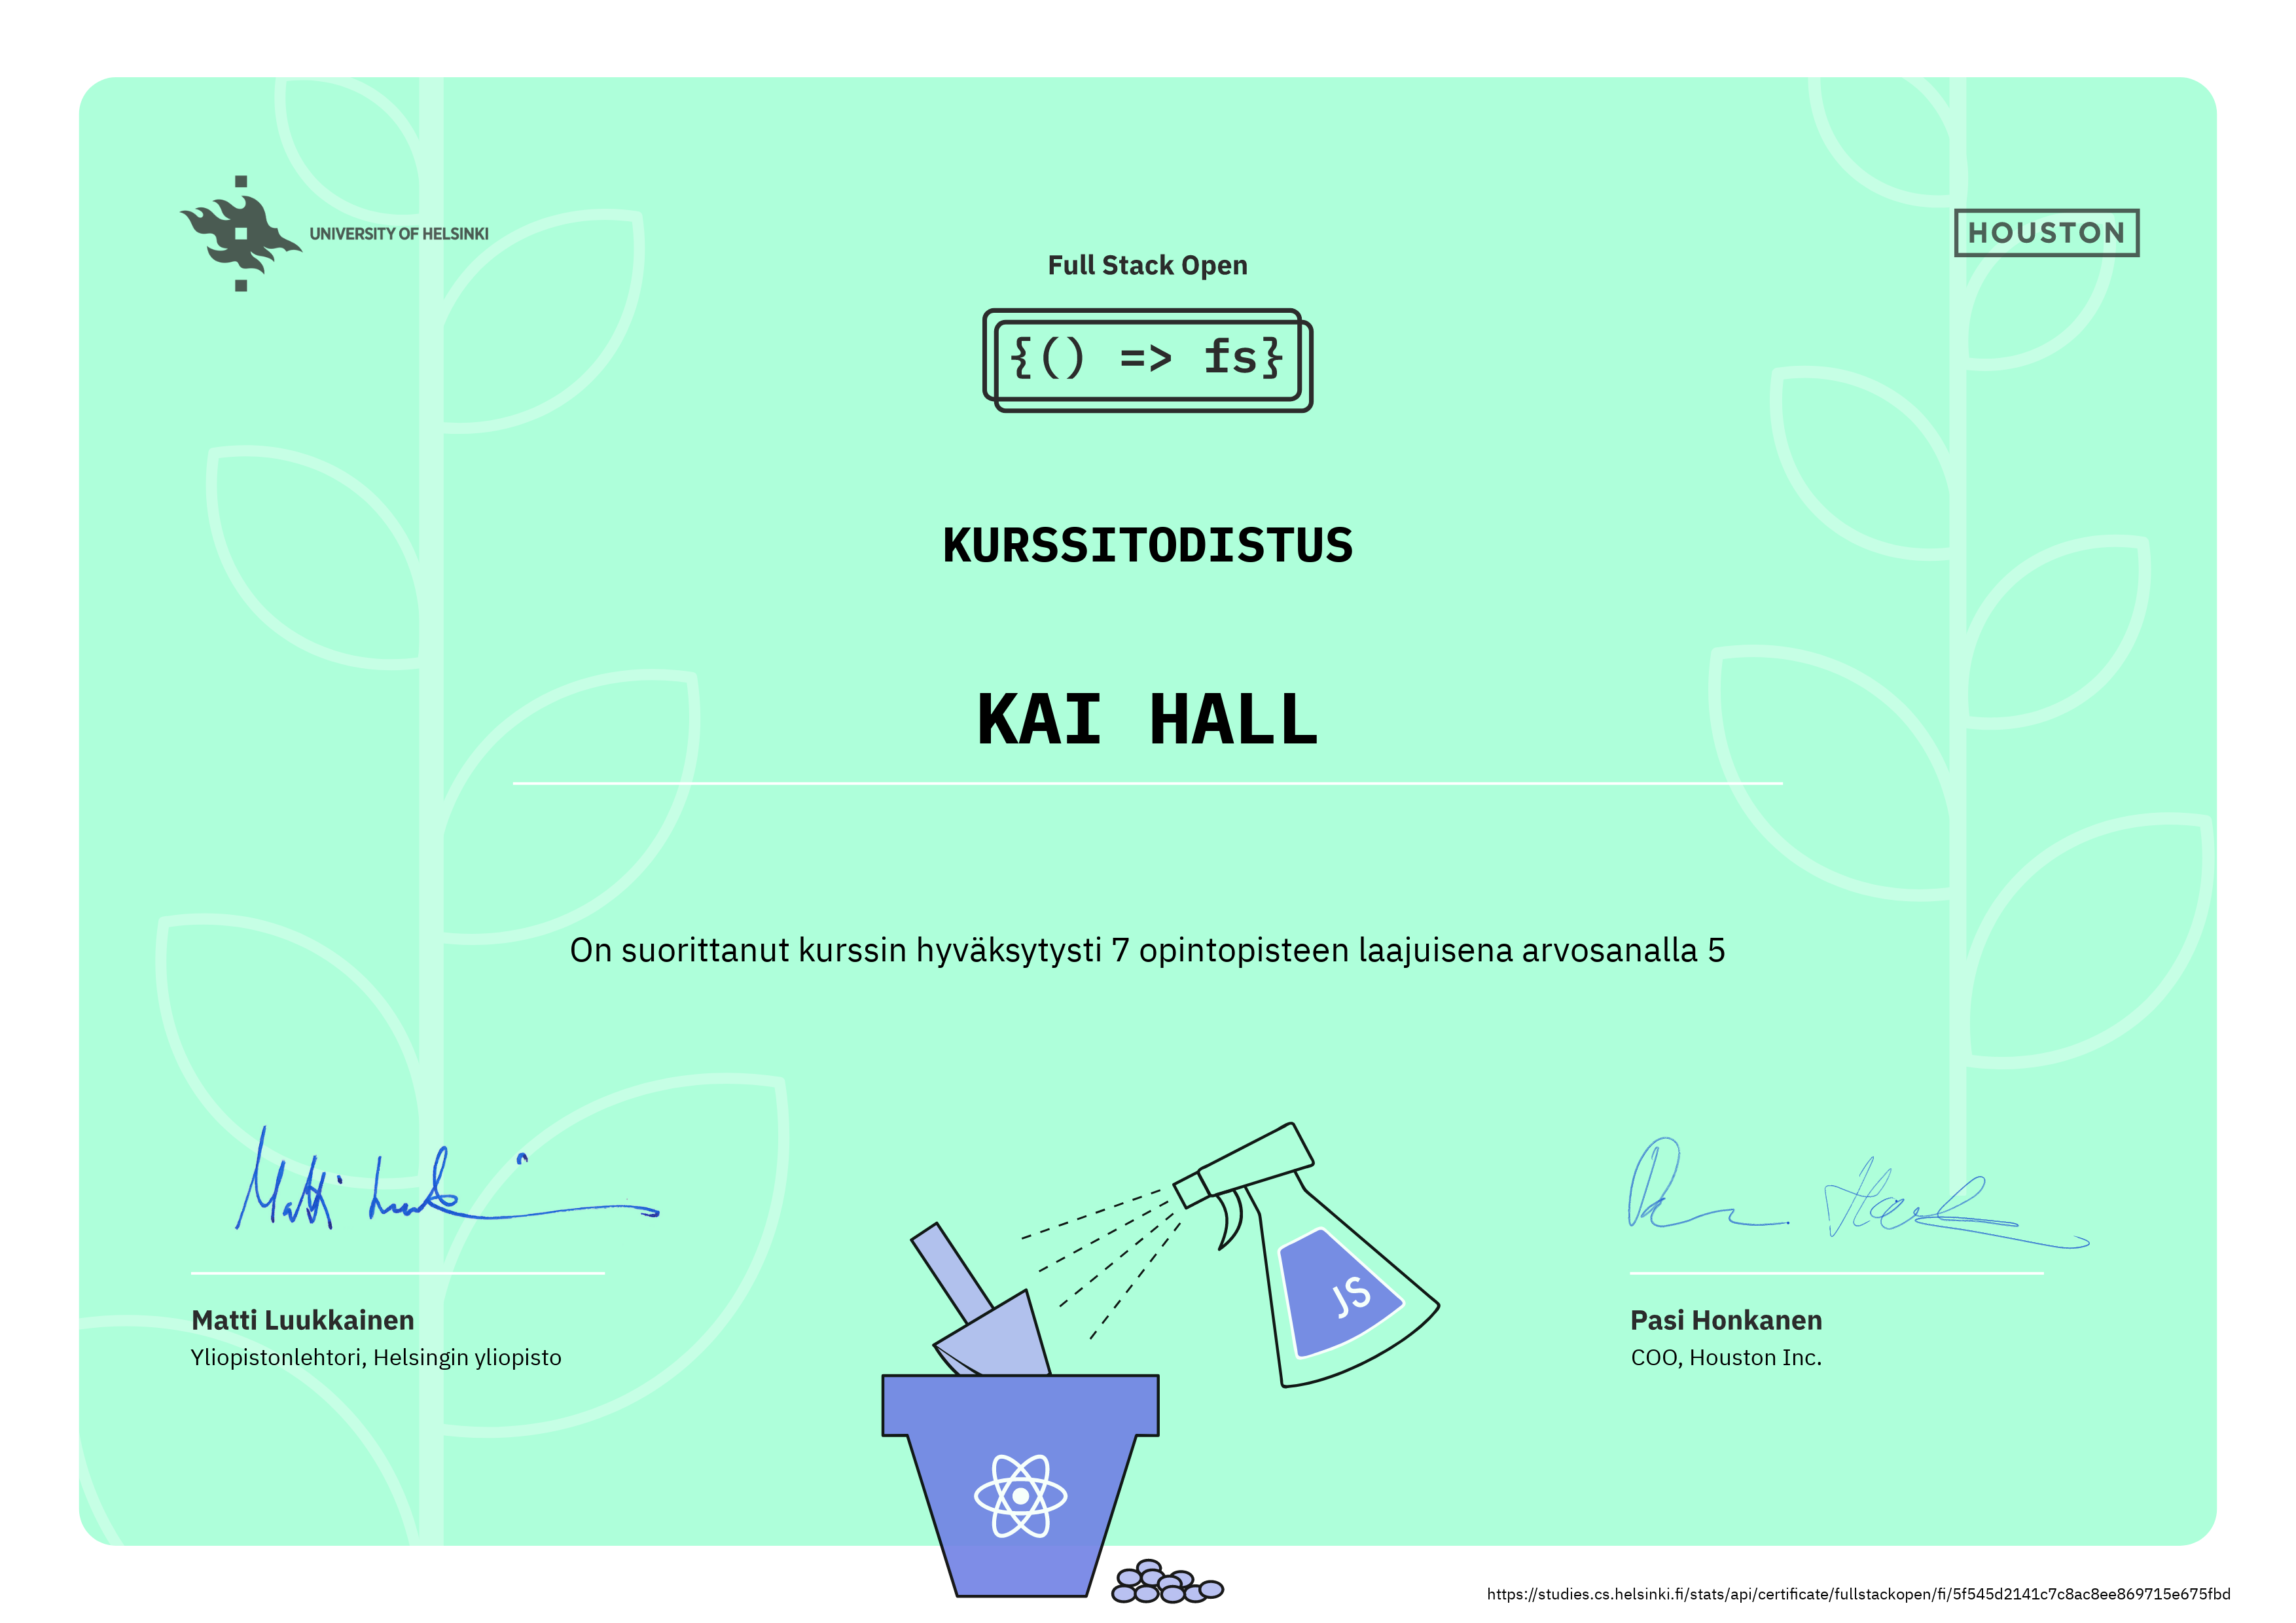 UNIVERSITY OF HELSINKI
HOUSTON
Full Stack Open
{() => fs}
KURSSITODISTUS
KAI HALL
On suorittanut kurssin hyväksytysti 7 opintopisteen laajuisena arvosanalla 5
JS
Matti Luukkainen
Yliopistonlehtori, Helsingin yliopisto
Pasi Honkanen
COO, Houston Inc.
https://studies.cs.helsinki.fi/stats/api/certificate/fullstackopen/fi/5f545d2141c7c8ac8ee869715e675fbd